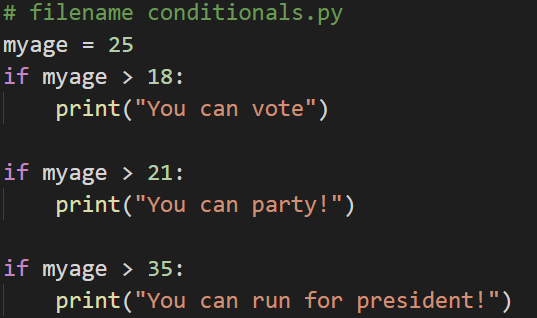 # filename conditionals.py
myage = 25
if myage > 18:
    print("You can vote")

if myage > 21:
    print("You can party!")

if myage > 35:
    print("You can run for president!")